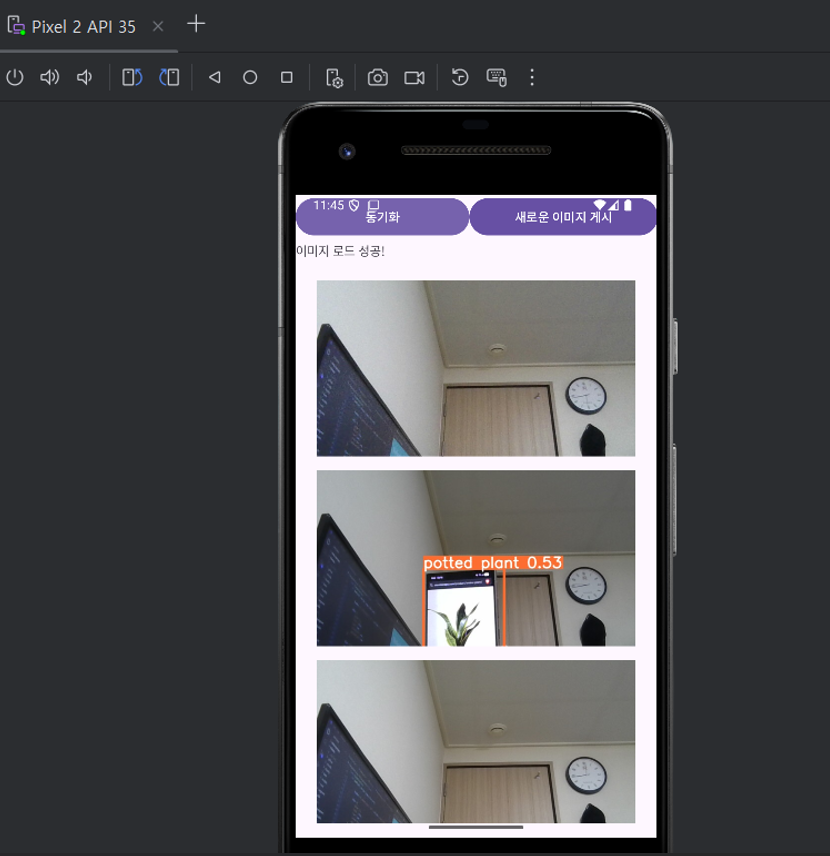 Pixel 2 API 35
11:45
동기화
새로운 이미지 게시
이미지 로드 성공!
potted plant 0.53